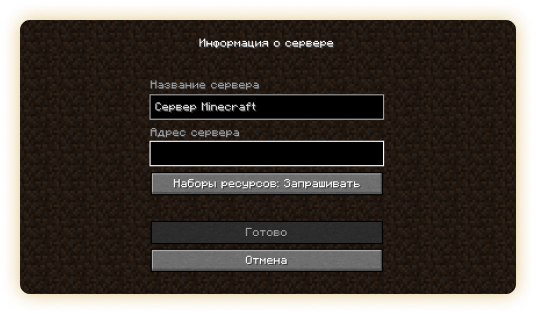 Информация о сервере
Название сервера
Сервер Minecraft
Адрес сервера
Наборы ресурсов: Запрашивать
Готово
Отмена